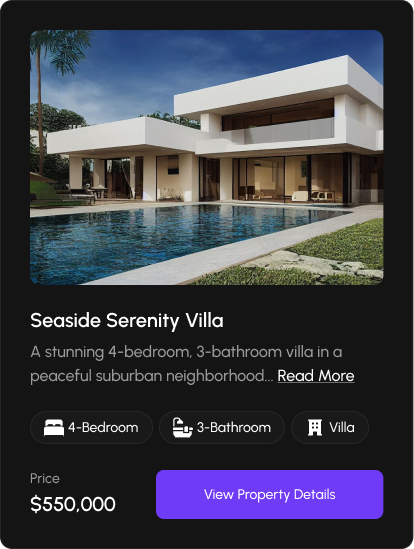 Seaside Serenity Villa
A stunning 4-bedroom, 3-bathroom villa in a
peaceful suburban neighborhood... Read More
4-Bedroom 3-Bathroom Villa
Price
$550,000
View Property Details